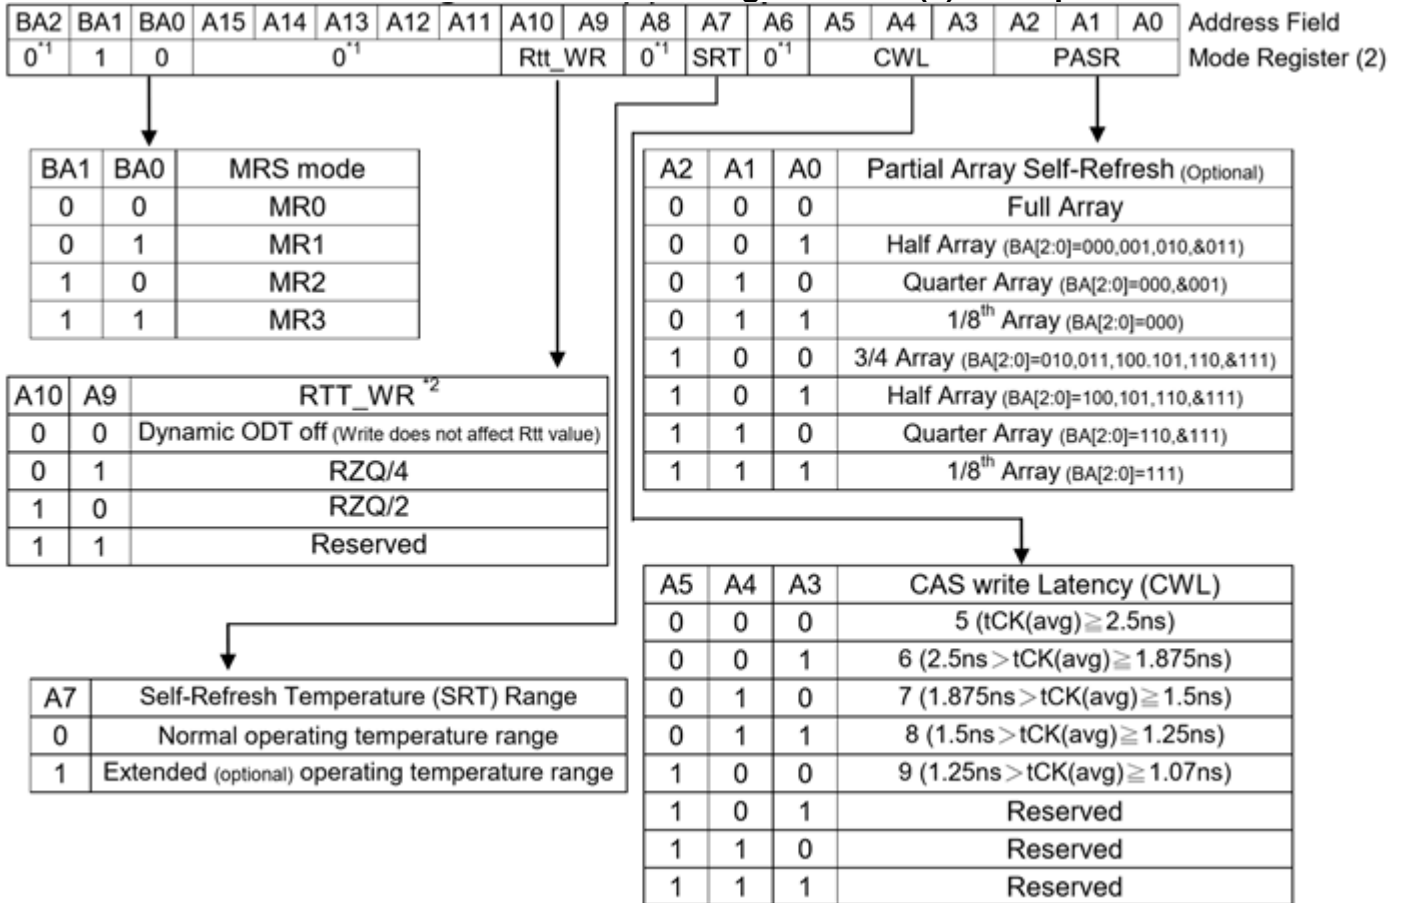 BA2 BA1 BA0 A15 A14 A13 A12 A11 A10 A9 A8 A7 A6 A5 A4 A3 A2 A1 A0 Address Field
0*1 1 0 0*1 Rtt_WR 0*1 SRT 0*1 CWL PASR Mode Register (2)
BA1 BA0 MRS mode
0 0 MR0
0 1 MR1
1 0 MR2
1 1 MR3
A10 A9 RTT_WR *2
0 0 Dynamic ODT off (Write does not affect Rtt value)
0 1 RZQ/4
1 0 RZQ/2
1 1 Reserved
A7 Self-Refresh Temperature (SRT) Range
0 Normal operating temperature range
1 Extended (optional) operating temperature range
A2 A1 A0 Partial Array Self-Refresh (Optional)
0 0 0 Full Array
0 0 1 Half Array (BA[2:0]=000,001,010,&011)
0 1 0 Quarter Array (BA[2:0]=000,&001)
0 1 1 1/8th Array (BA[2:0]=000)
1 0 0 3/4 Array (BA[2:0]=010,011,100.101,110,&111)
1 0 1 Half Array (BA[2:0]=100,101,110,&111)
1 1 0 Quarter Array (BA[2:0]=110,&111)
1 1 1 1/8th Array (BA[2:0]=111)
A5 A4 A3 CAS write Latency (CWL)
0 0 0 5 (tCK(avg)≧2.5ns)
0 0 1 6 (2.5ns>tCK(avg)≧1.875ns)
0 1 0 7 (1.875ns>tCK(avg)≧1.5ns)
0 1 1 8 (1.5ns>tCK(avg)≧1.25ns)
1 0 0 9 (1.25ns>tCK(avg)≧1.07ns)
1 0 1 Reserved
1 1 0 Reserved
1 1 1 Reserved